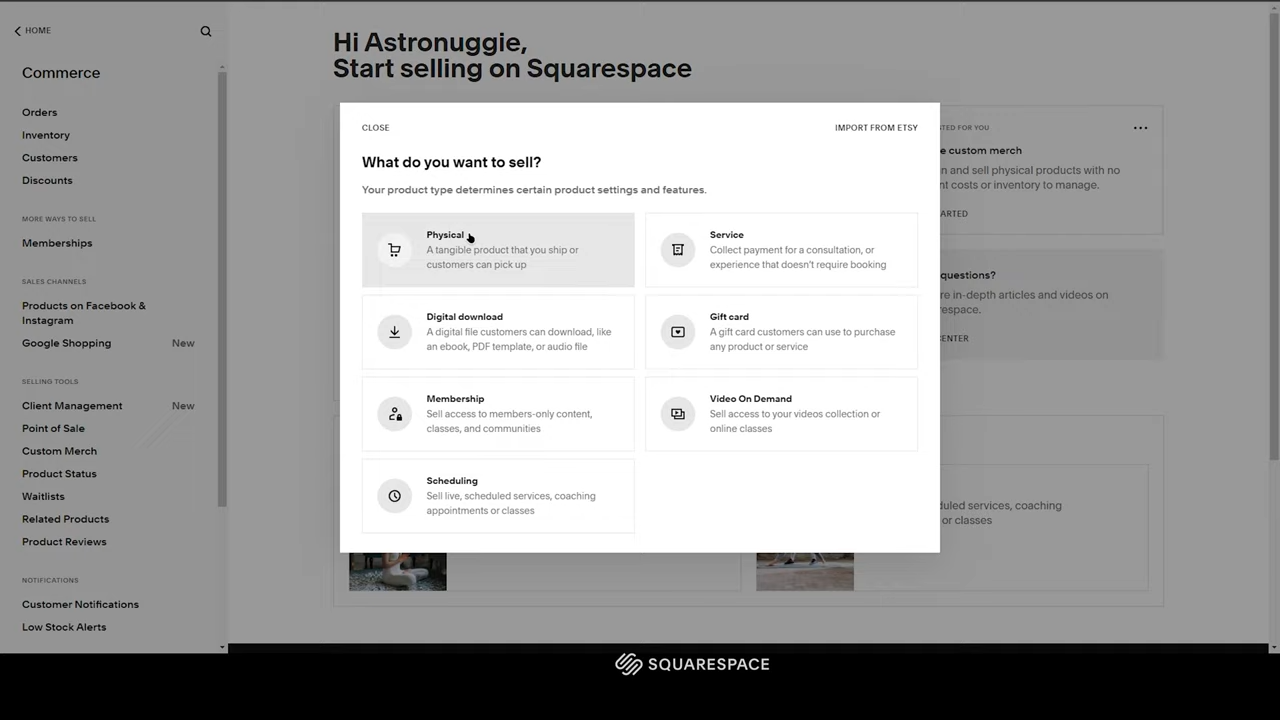 HOME
Commerce
Orders
Inventory
Customers
Discounts
MORE WAYS TO SELL
Memberships
SALES CHANNELS
Products on Facebook &
Instagram
Google Shopping New
SELLING TOOLS
Client Management New
Point of Sale
Custom Merch
Product Status
Waitlists
Related Products
Product Reviews
NOTIFICATIONS
Customer Notifications
Low Stock Alerts
Hi Astronuggie,
Start selling on Squarespace
CLOSE
IMPORT FROM ETSY
What do you want to sell?
Your product type determines certain product settings and features.
Physical
A tangible product that you ship or
customers can pick up
Service
Collect payment for a consultation, or
experience that doesn't require booking
Digital download
A digital file customers can download, like
an ebook, PDF template, or audio file
Gift card
A gift card customers can use to purchase
any product or service
Membership
Sell access to members-only content,
classes, and communities
Video On Demand
Sell access to your videos collection or
online classes
Scheduling
Sell live, scheduled services, coaching
appointments or classes
FOR YOU
custom merch
and sell physical products with no
costs or inventory to manage.
questions?
in-depth articles and videos on
services, coaching
or classes
SQUARESPACE